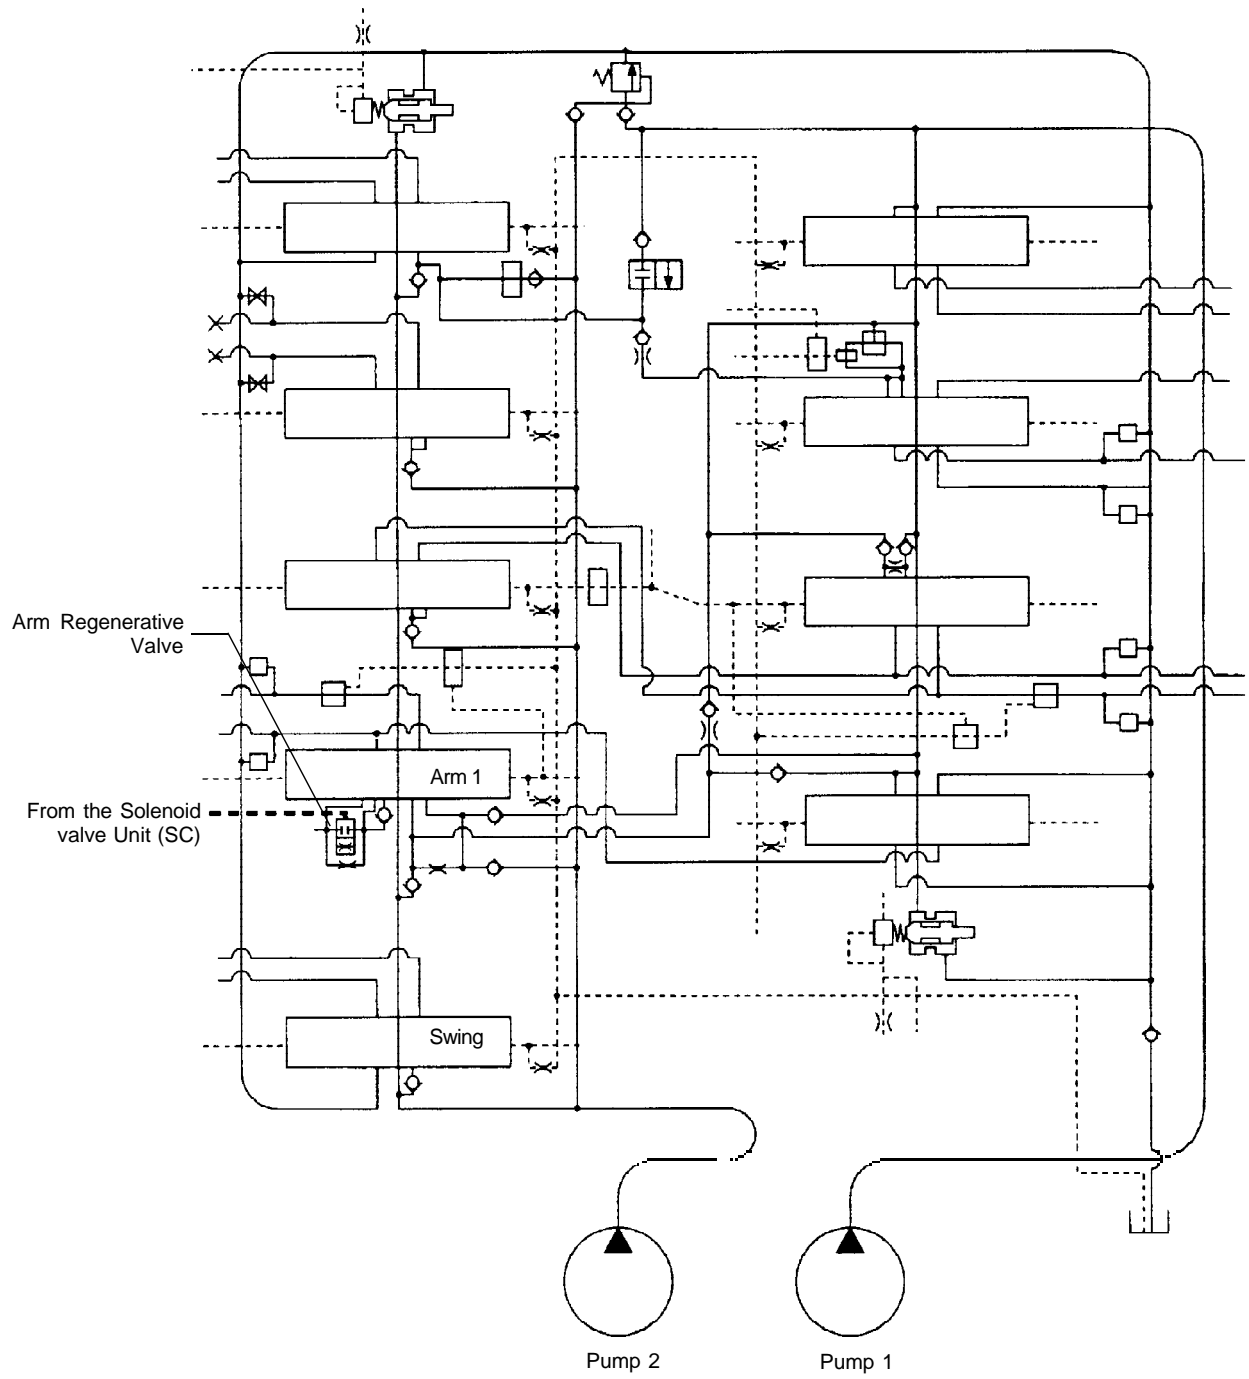 Arm Regenerative
Valve
Arm 1
From the Solenoid
valve Unit (SC)
Swing
Pump 2
Pump 1